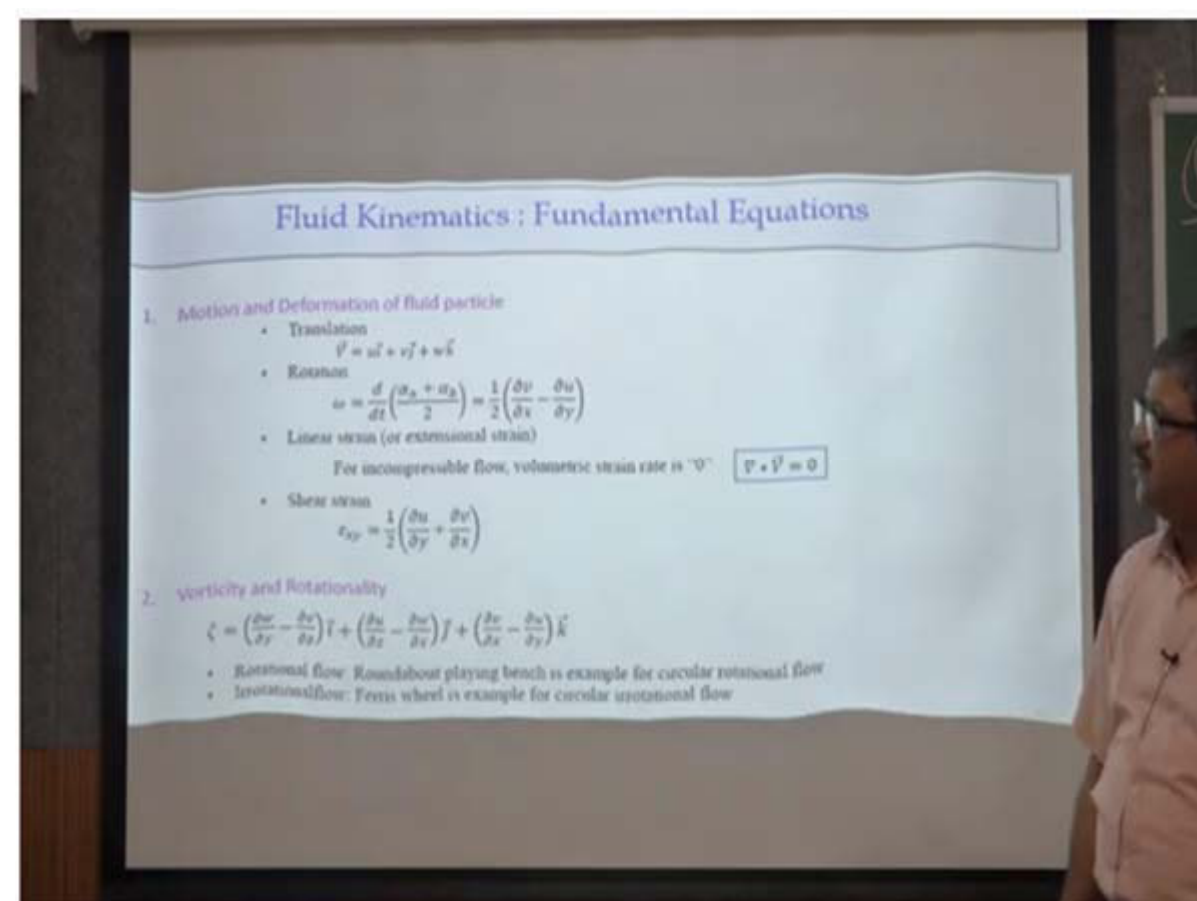 Fluid Kinematics : Fundamental Equations
1. Motion and Deformation of fluid particle
• Translation
V⃗ = ui⃗ + vj⃗ + wk⃗
• Rotation
ω = d/dt((α_a + α_b)/2) = 1/2(∂v/∂x − ∂u/∂y)
• Linear strain (or extensional strain)
For incompressible flow, volumetric strain rate is "0" ∇ • V⃗ = 0
• Shear strain
ε_xy = 1/2(∂u/∂y + ∂v/∂x)
2. Vorticity and Rotationality
ζ = (∂w/∂y − ∂v/∂z)i⃗ + (∂u/∂z − ∂w/∂x)j⃗ + (∂v/∂x − ∂u/∂y)k⃗
• Rotational flow: Roundabout playing bench is example for circular rotational flow
• Irrotationalflow: Ferris wheel is example for circular irrotational flow